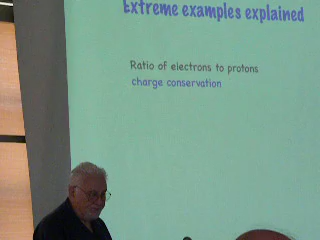 Extreme examples explained
Ratio of electrons to protons
charge conservation